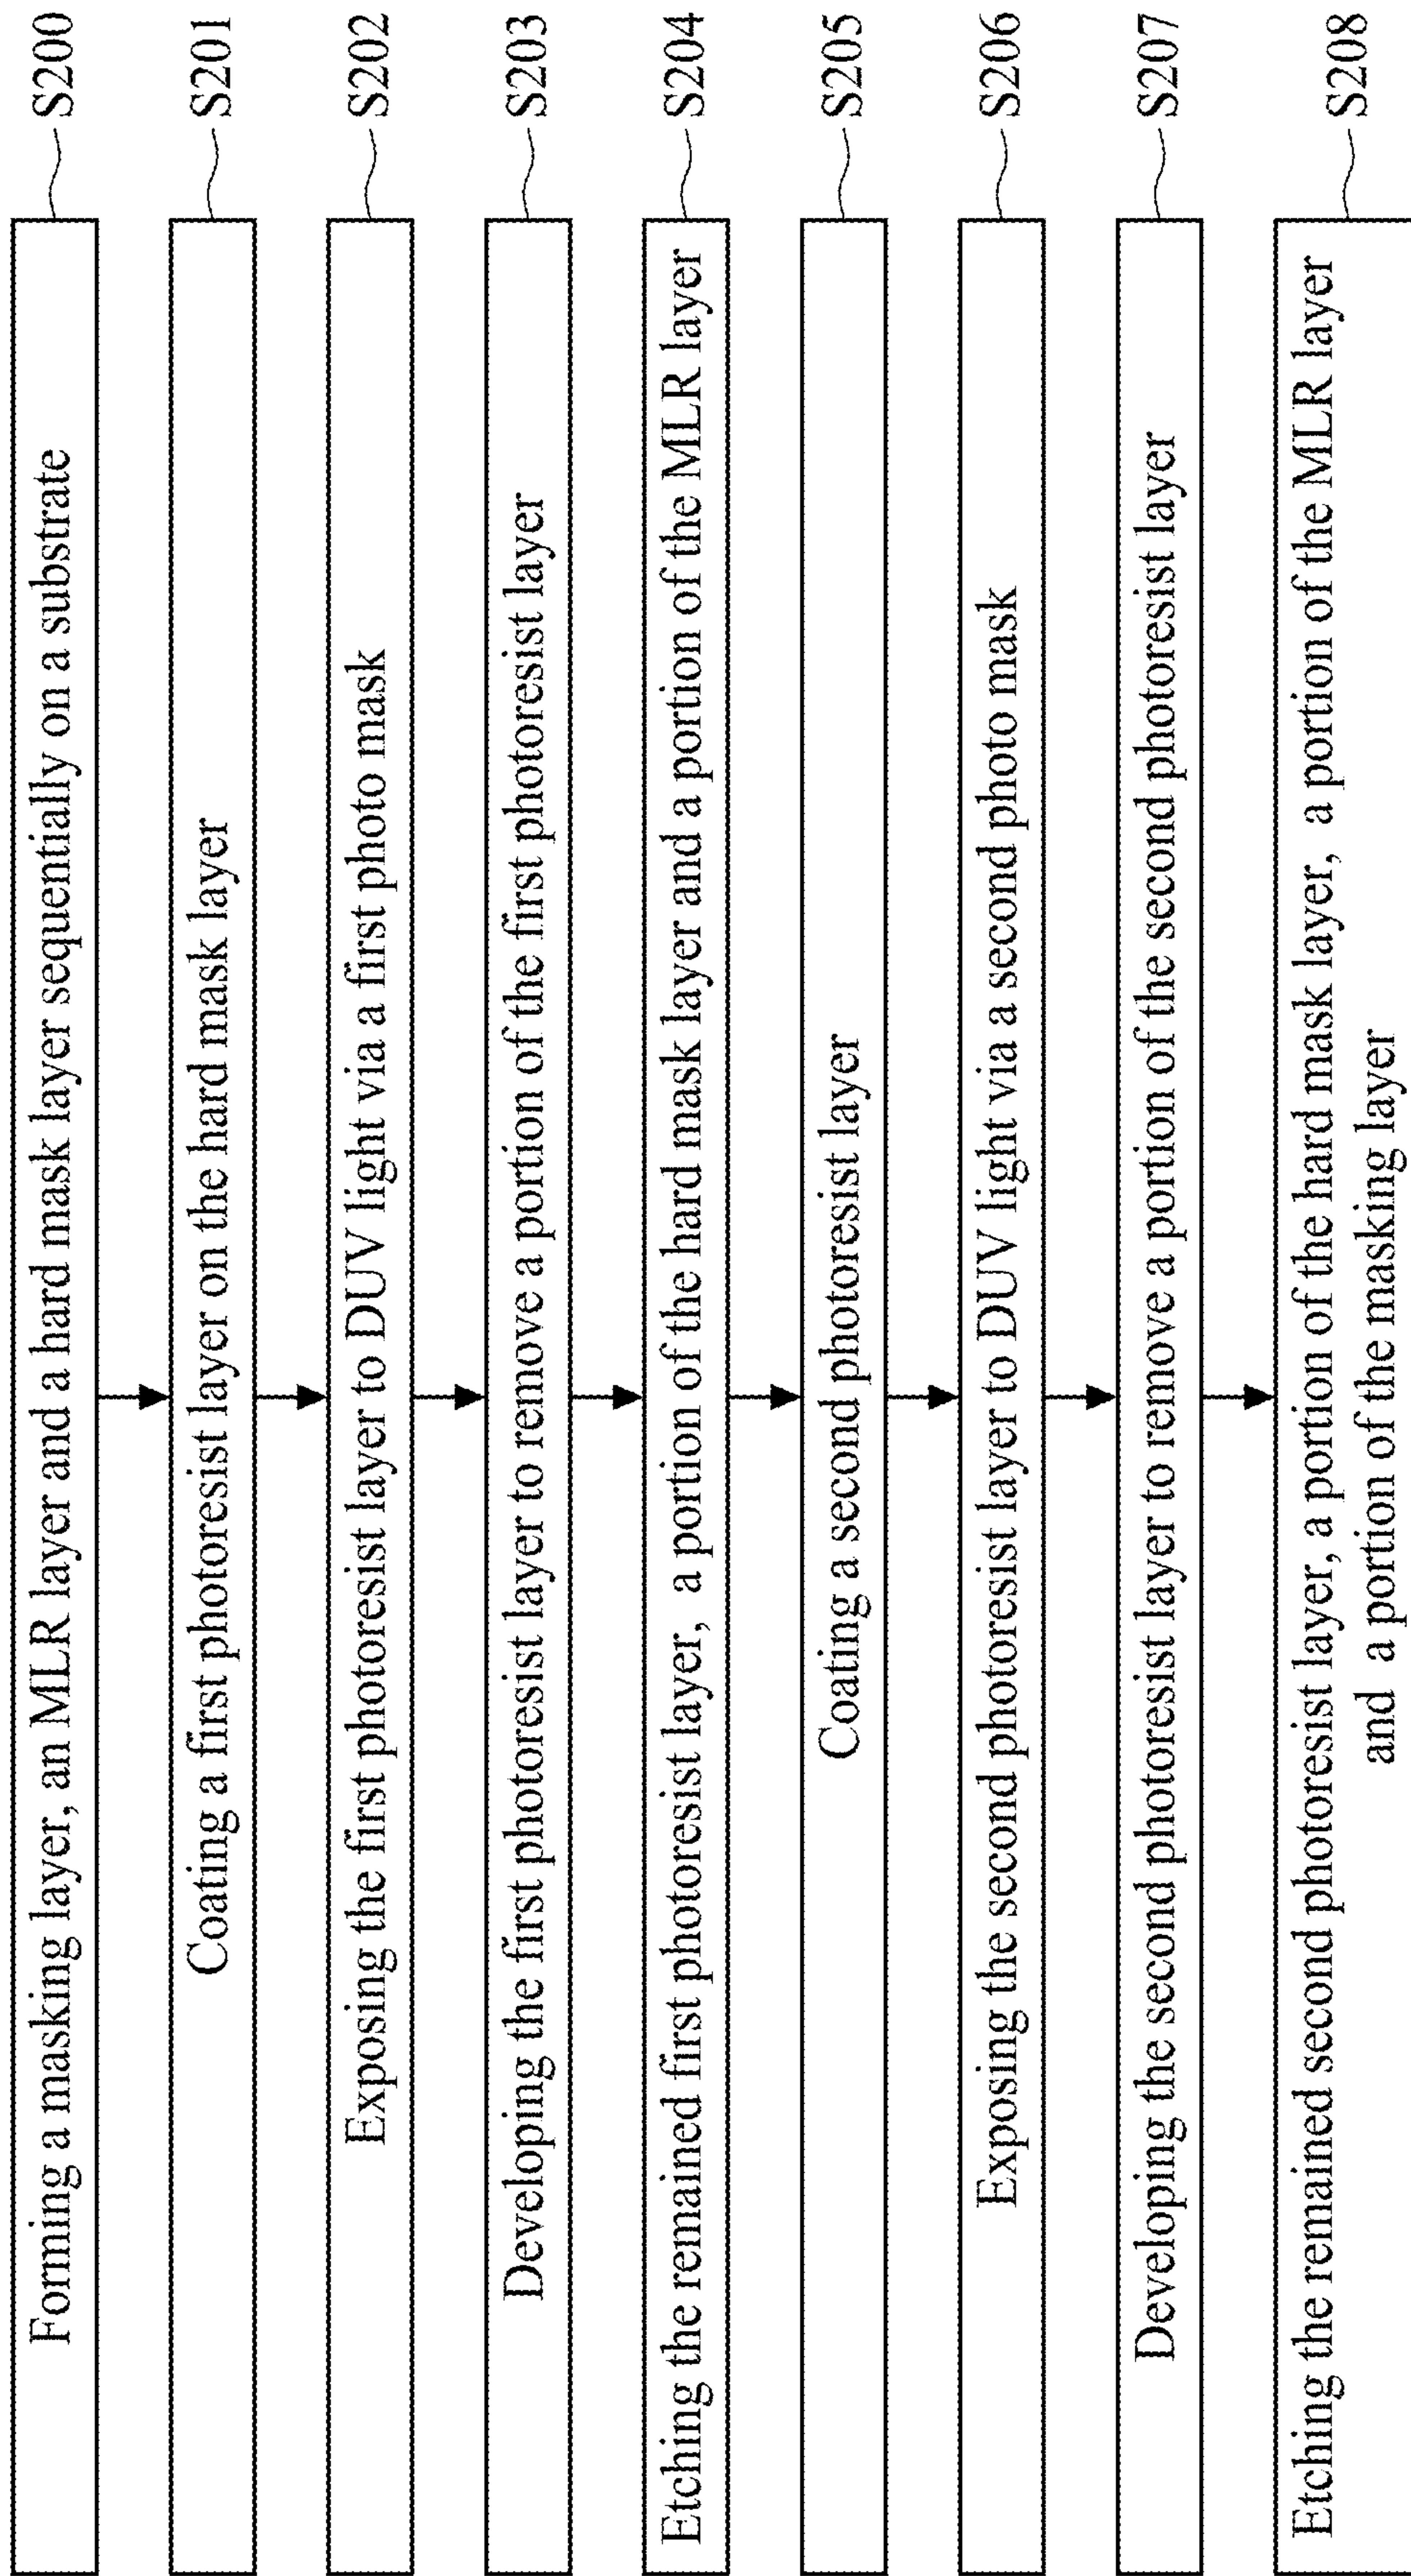 Forming a masking layer, an MLR layer and a hard mask layer sequentially on a substrate
S200
Coating a first photoresist layer on the hard mask layer
S201
Exposing the first photoresist layer to DUV light via a first photo mask
S202
Developing the first photoresist layer to remove a portion of the first photoresist layer
S203
Etching the remained first photoresist layer, a portion of the hard mask layer and a portion of the MLR layer
S204
Coating a second photoresist layer
S205
Exposing the second photoresist layer to DUV light via a second photo mask
S206
Developing the second photoresist layer to remove a portion of the second photoresist layer
S207
Etching the remained second photoresist layer, a portion of the hard mask layer, a portion of the MLR layer
and a portion of the masking layer
S208